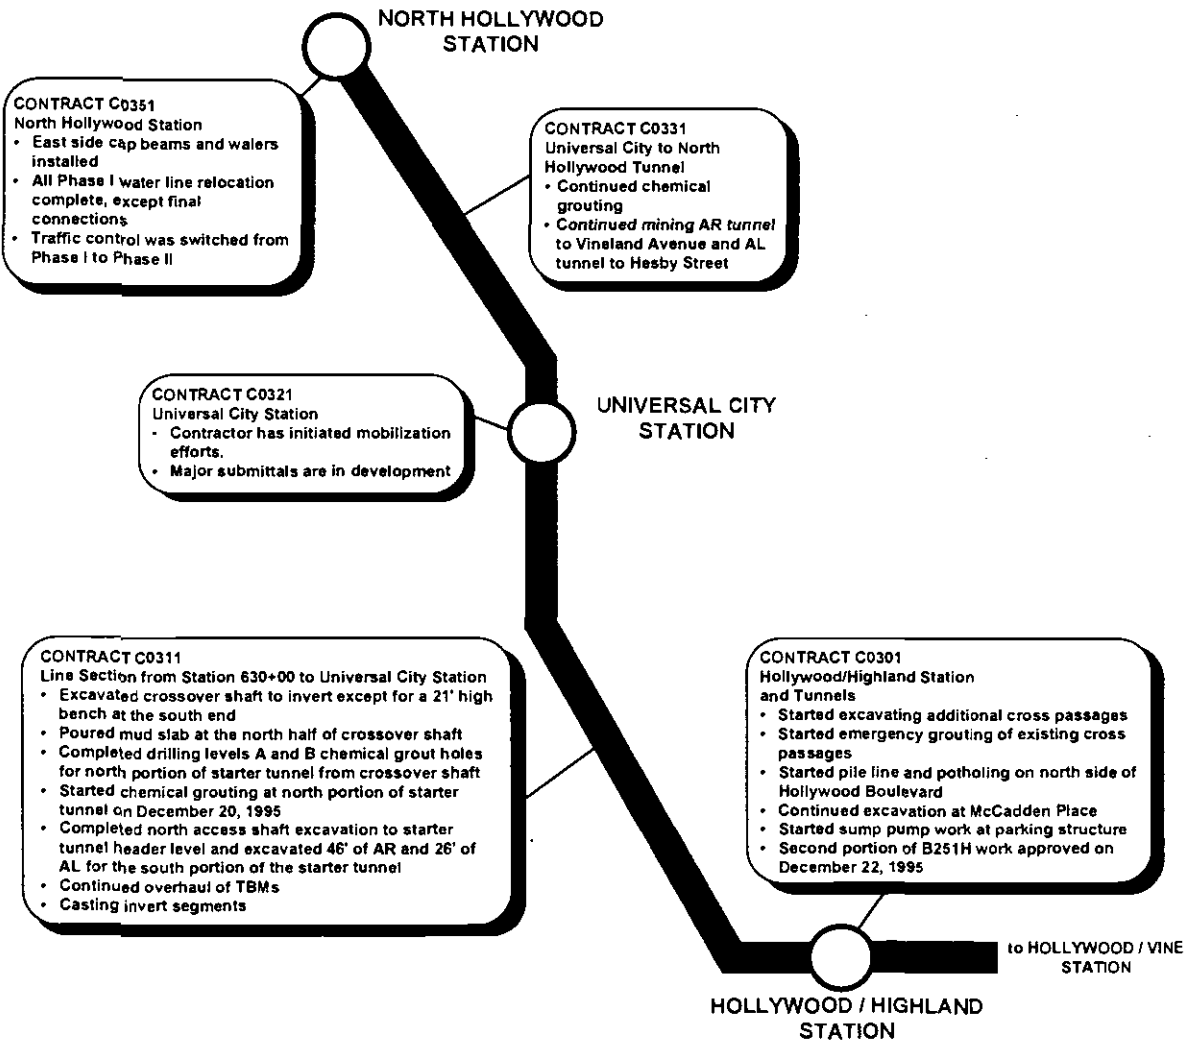 NORTH HOLLYWOOD
STATION
CONTRACT C0351
North Hollywood Station
• East side cap beams and walers
installed
• All Phase I water line relocation
complete, except final
connections
• Traffic control was switched from
Phase I to Phase II
CONTRACT C0331
Universal City to North
Hollywood Tunnel
• Continued chemical
grouting
• Continued mining AR tunnel
to Vineland Avenue and AL
tunnel to Hesby Street
CONTRACT C0321
Universal City Station
- Contractor has initiated mobilization
efforts.
• Major submittals are in development
UNIVERSAL CITY
STATION
CONTRACT C0311
Line Section from Station 630+00 to Universal City Station
• Excavated crossover shaft to invert except for a 21' high
bench at the south end
• Poured mud slab at the north half of crossover shaft
• Completed drilling levels A and B chemical grout holes
for north portion of starter tunnel from crossover shaft
• Started chemical grouting at north portion of starter
tunnel on December 20, 1995
• Completed north access shaft excavation to starter
tunnel header level and excavated 46' of AR and 26' of
AL for the south portion of the starter tunnel
• Continued overhaul of TBMs
• Casting invert segments
CONTRACT C0301
Hollywood/Highland Station
and Tunnels
• Started excavating additional cross passages
• Started emergency grouting of existing cross
passages
• Started pile line and potholing on north side of
Hollywood Boulevard
• Continued excavation at McCadden Place
• Started sump pump work at parking structure
• Second portion of B251H work approved on
December 22, 1995
to HOLLYWOOD / VINE
STATION
HOLLYWOOD / HIGHLAND
STATION